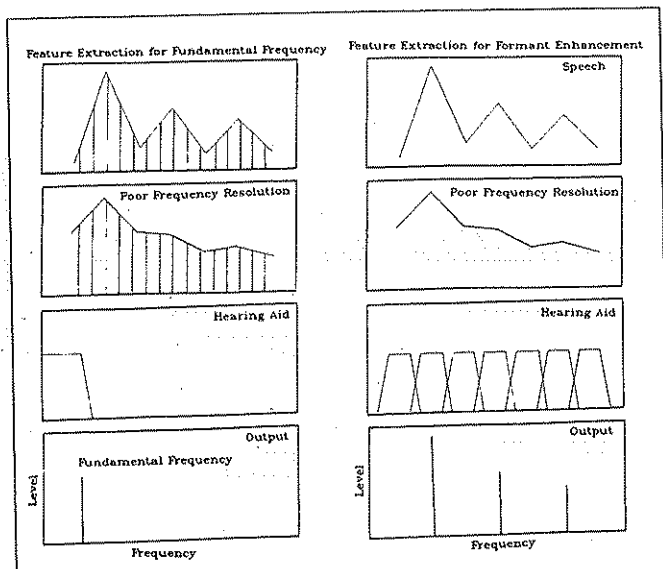 Feature Extraction for Fundamental Frequency
Poor Frequency Resolution
Hearing Aid
Output
Fundamental Frequency
Level
Frequency
Feature Extraction for Formant Enhancement
Speech
Poor Frequency Resolution
Hearing Aid
Output
Level
Frequency